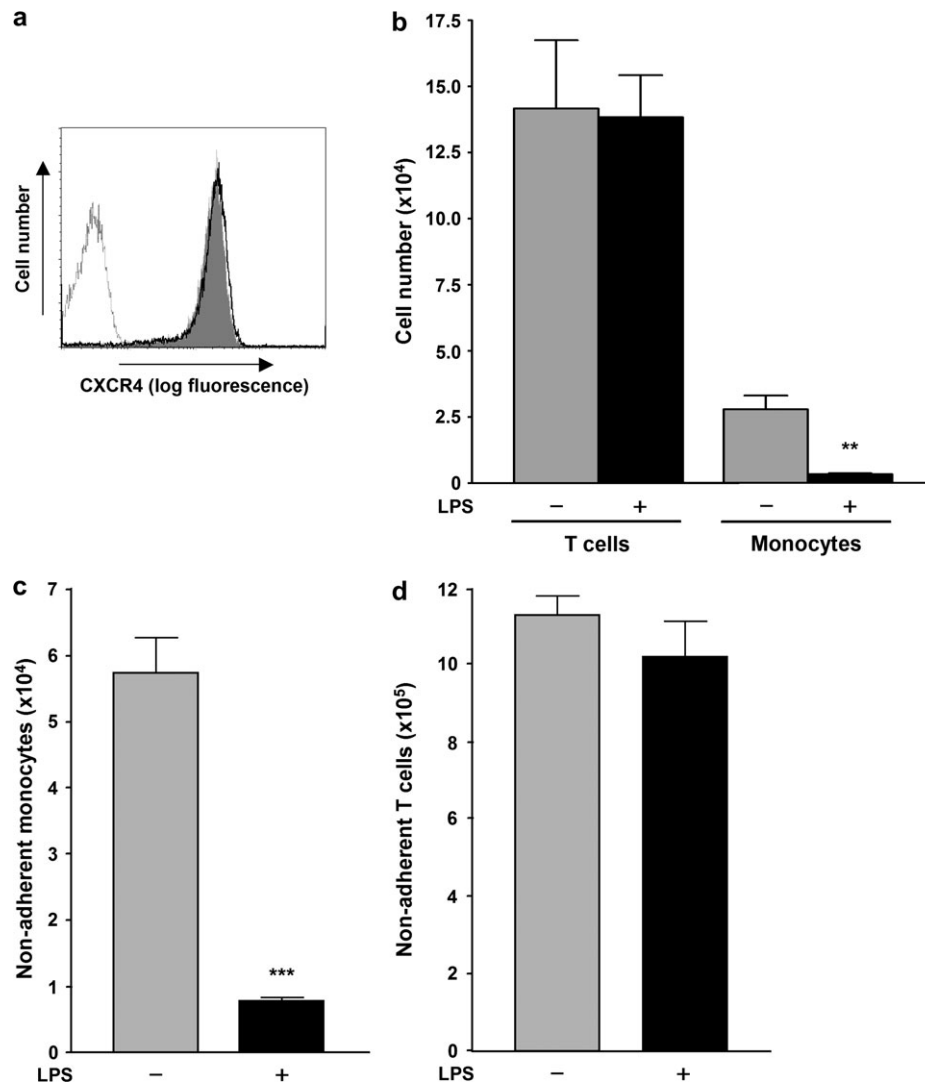 a
Cell number
CXCR4 (log fluorescence)
b
Cell number (x10⁴)
17.5
15.0
12.5
10.0
7.5
5.0
2.5
0
**
LPS − + − +
T cells Monocytes
c
Non-adherent monocytes (x10⁴)
7
6
5
4
3
2
1
0
***
LPS − +
d
Non-adherent T cells (x10⁵)
12
10
8
6
4
2
0
LPS − +